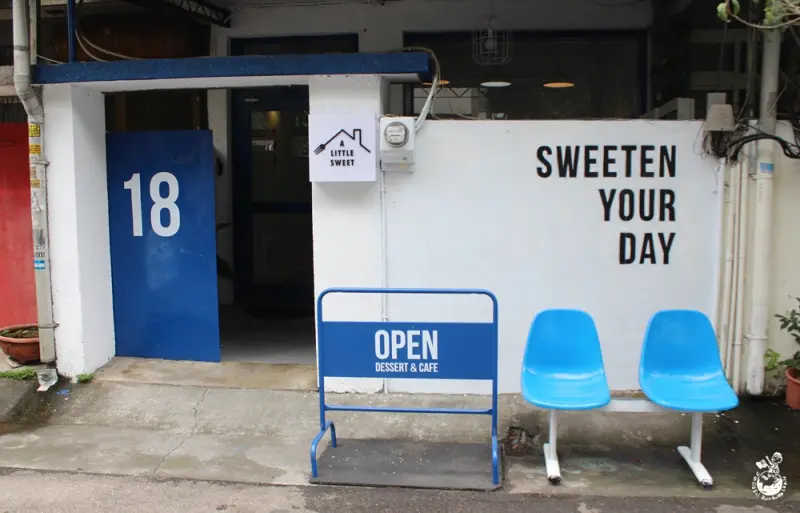 18
A
LITTLE
SWEET
SWEETEN
YOUR
DAY
OPEN
DESSERT & CAFE